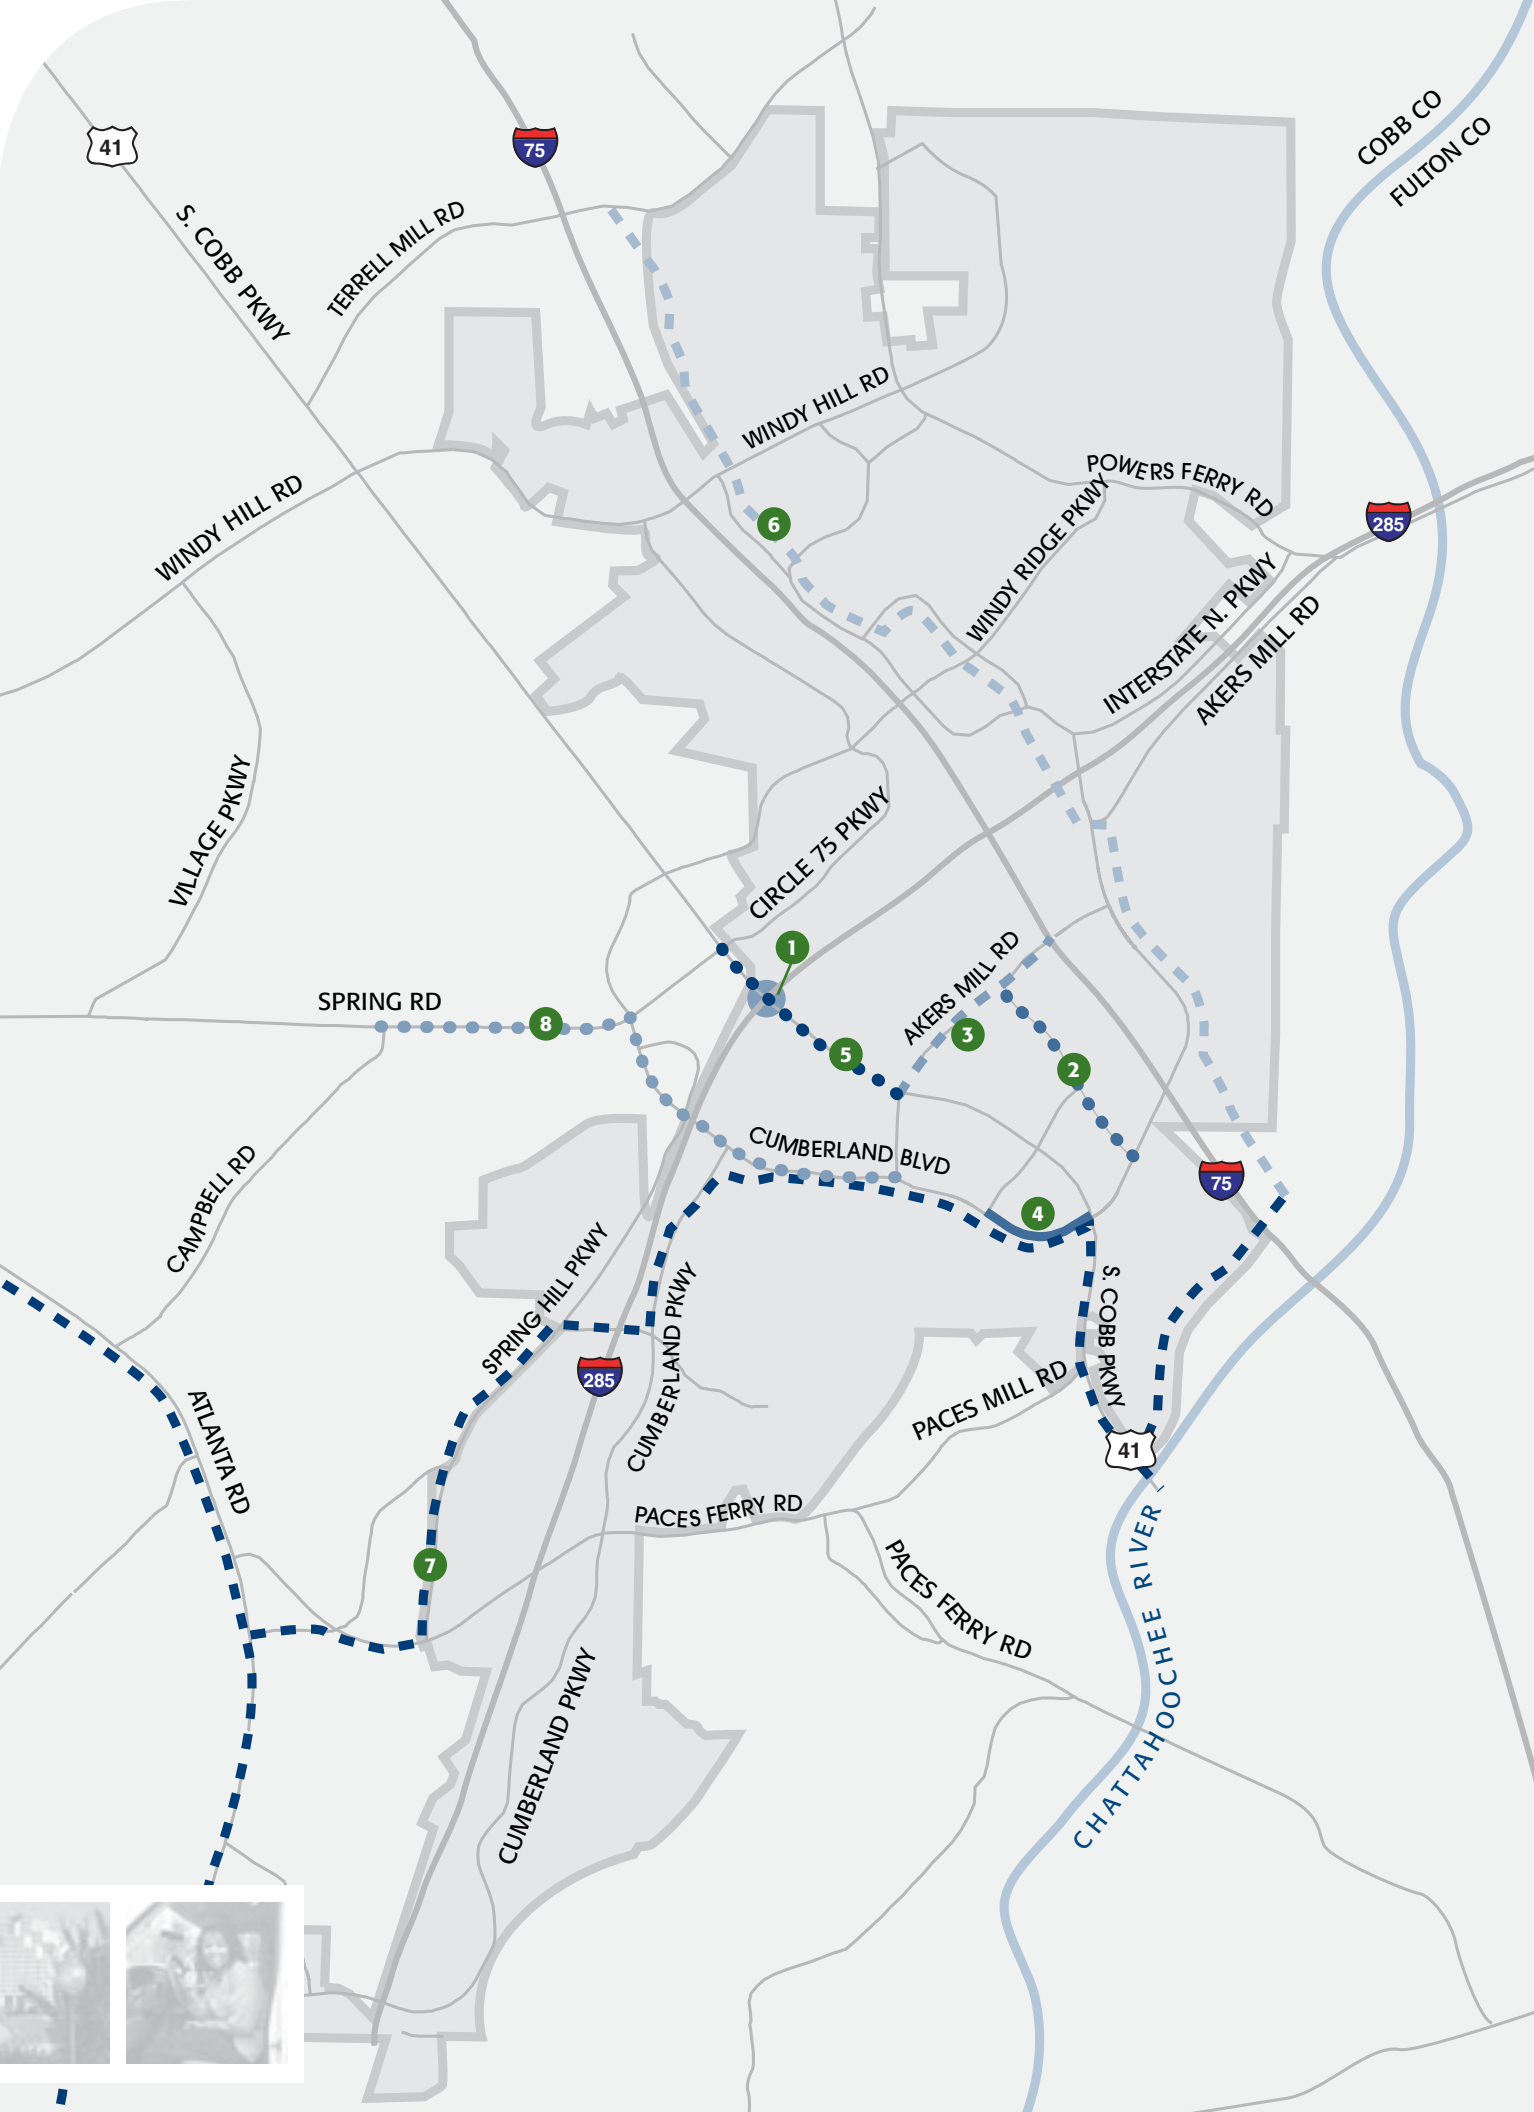 COBB CO
FULTON CO
41
75
S. COBB PKWY
TERRELL MILL RD
WINDY HILL RD
POWERS FERRY RD
WINDY HILL RD
285
6
WINDY RIDGE PKWY
INTERSTATE N. PKWY
AKERS MILL RD
VILLAGE PKWY
CIRCLE 75 PKWY
1
AKERS MILL RD
SPRING RD
8
3
5
2
CUMBERLAND BLVD
CAMPBELL RD
75
4
SPRING HILL PKWY
S. COBB PKWY
CUMBERLAND PKWY
285
PACES MILL RD
ATLANTA RD
41
PACES FERRY RD
7
PACES FERRY RD
CHATTAHOOCHEE RIVER
CUMBERLAND PKWY